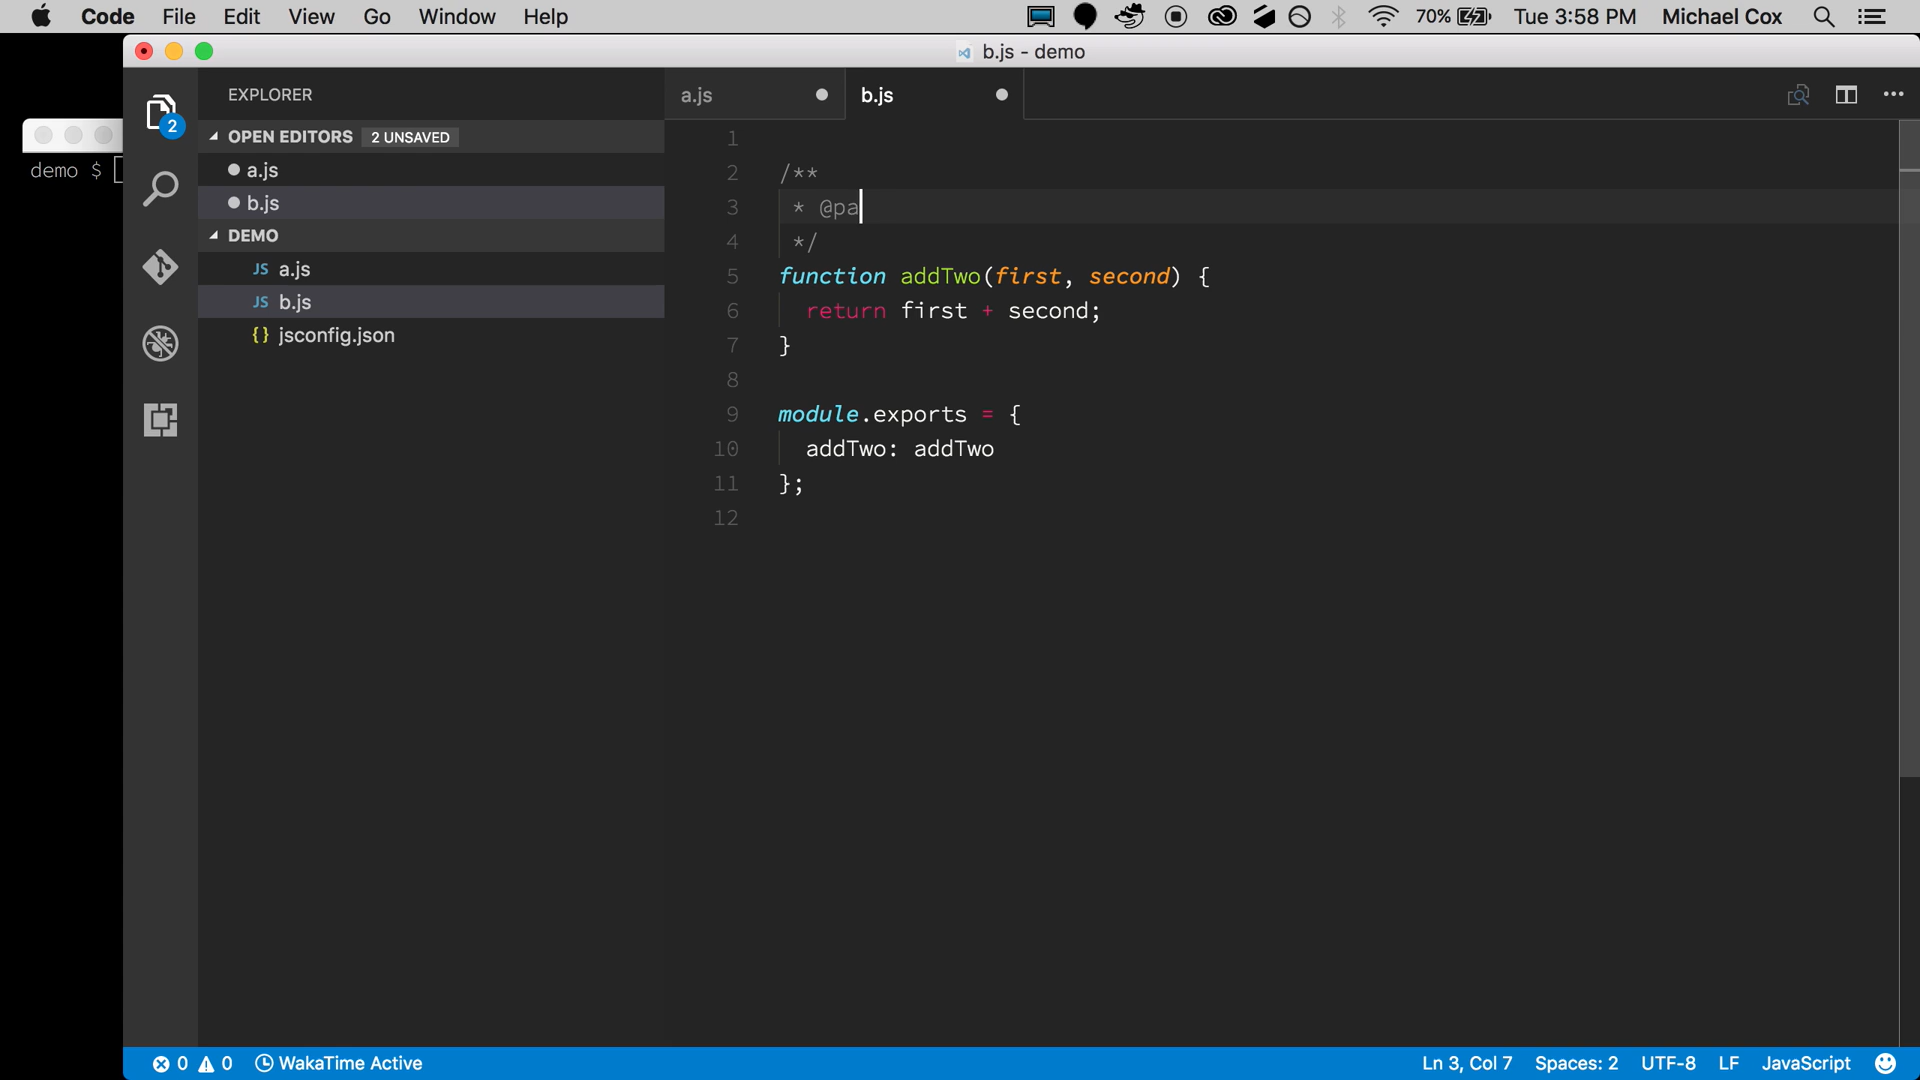 Code File Edit View Go Window Help 70% Tue 3:58 PM Michael Cox
b.js - demo
EXPLORER
OPEN EDITORS 2 UNSAVED
a.js
b.js
DEMO
JS a.js
JS b.js
{} jsconfig.json
2
demo $
a.js b.js
1
2 /**
3 * @pa
4 */
5 function addTwo(first, second) {
6 return first + second;
7 }
8
9 module.exports = {
10 addTwo: addTwo
11 };
12
0 0 WakaTime Active Ln 3, Col 7 Spaces: 2 UTF-8 LF JavaScript